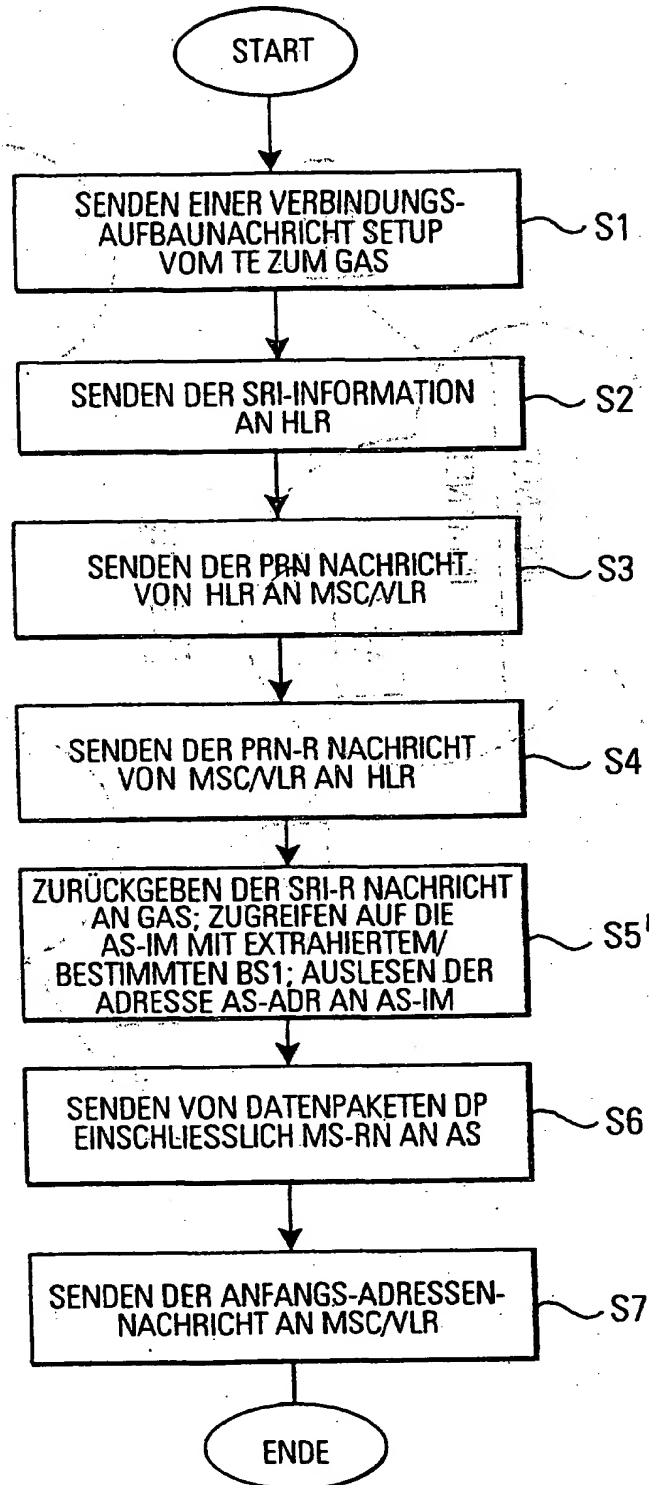 START
SENDEN EINER VERBINDUNGS-
AUFBAUNACHRICHT SETUP
VOM TE ZUM GAS
S1
SENDEN DER SRI-INFORMATION
AN HLR
S2
SENDEN DER PRN NACHRICHT
VON HLR AN MSC/VLR
S3
SENDEN DER PRN-R NACHRICHT
VON MSC/VLR AN HLR
S4
ZURÜCKGEBEN DER SRI-R NACHRICHT
AN GAS; ZUGREIFEN AUF DIE
AS-IM MIT EXTRAHIERTEM/
BESTIMMTEN BS1; AUSLESEN DER
ADRESSE AS-ADR AN AS-IM
S5'
SENDEN VON DATENPAKETEN DP
EINSCHLIESSLICH MS-RN AN AS
S6
SENDEN DER ANFANGS-ADRESSEN-
NACHRICHT AN MSC/VLR
S7
ENDE